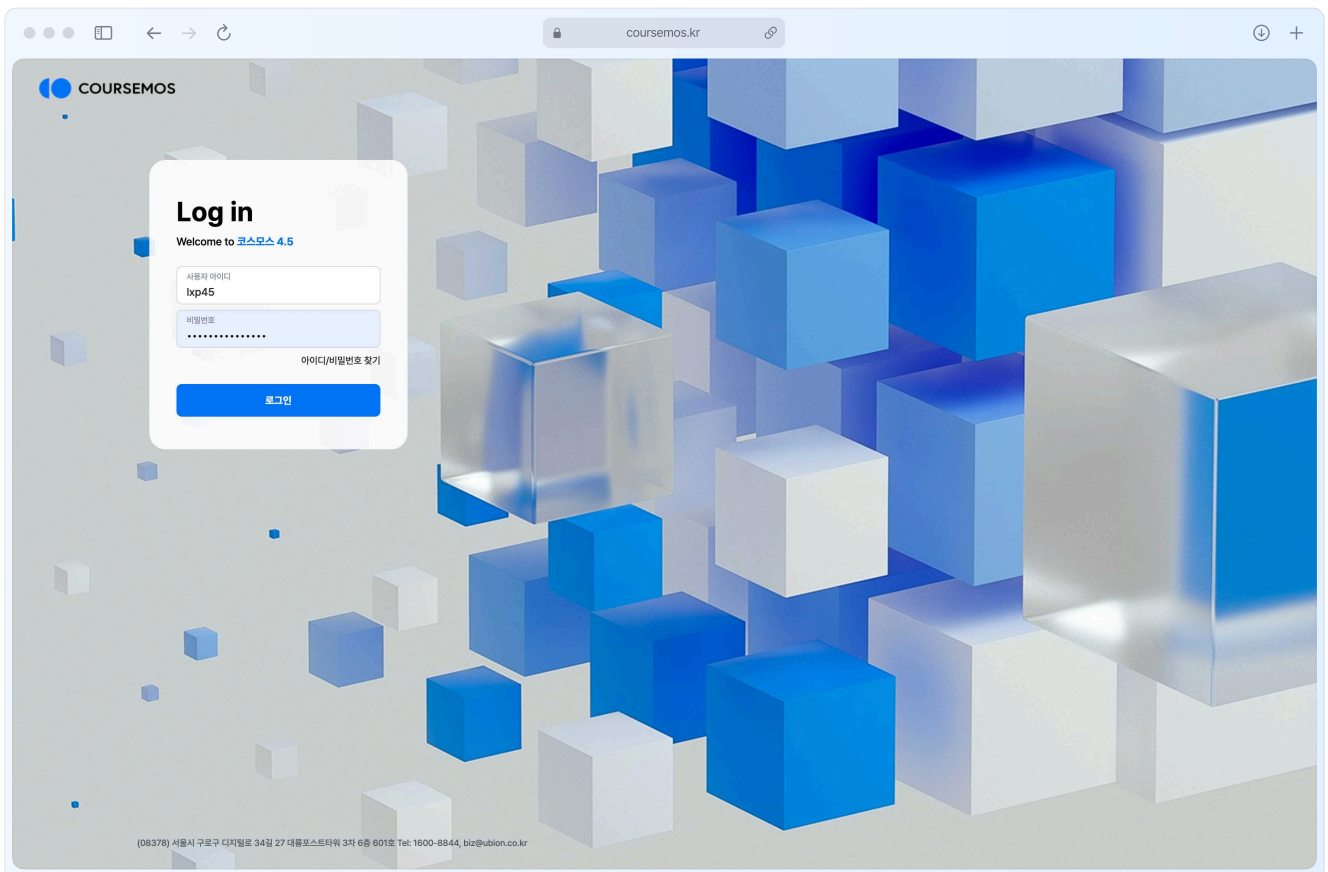 coursemos.kr
COURSEMOS
Log in
Welcome to 코스모스 4.5
사용자 아이디
lxp45
비밀번호
•••••••••••••••
아이디/비밀번호 찾기
로그인
(08378) 서울시 구로구 디지털로 34길 27 대륭포스트타워 3차 6층 601호 Tel: 1600-8844, biz@ubion.co.kr